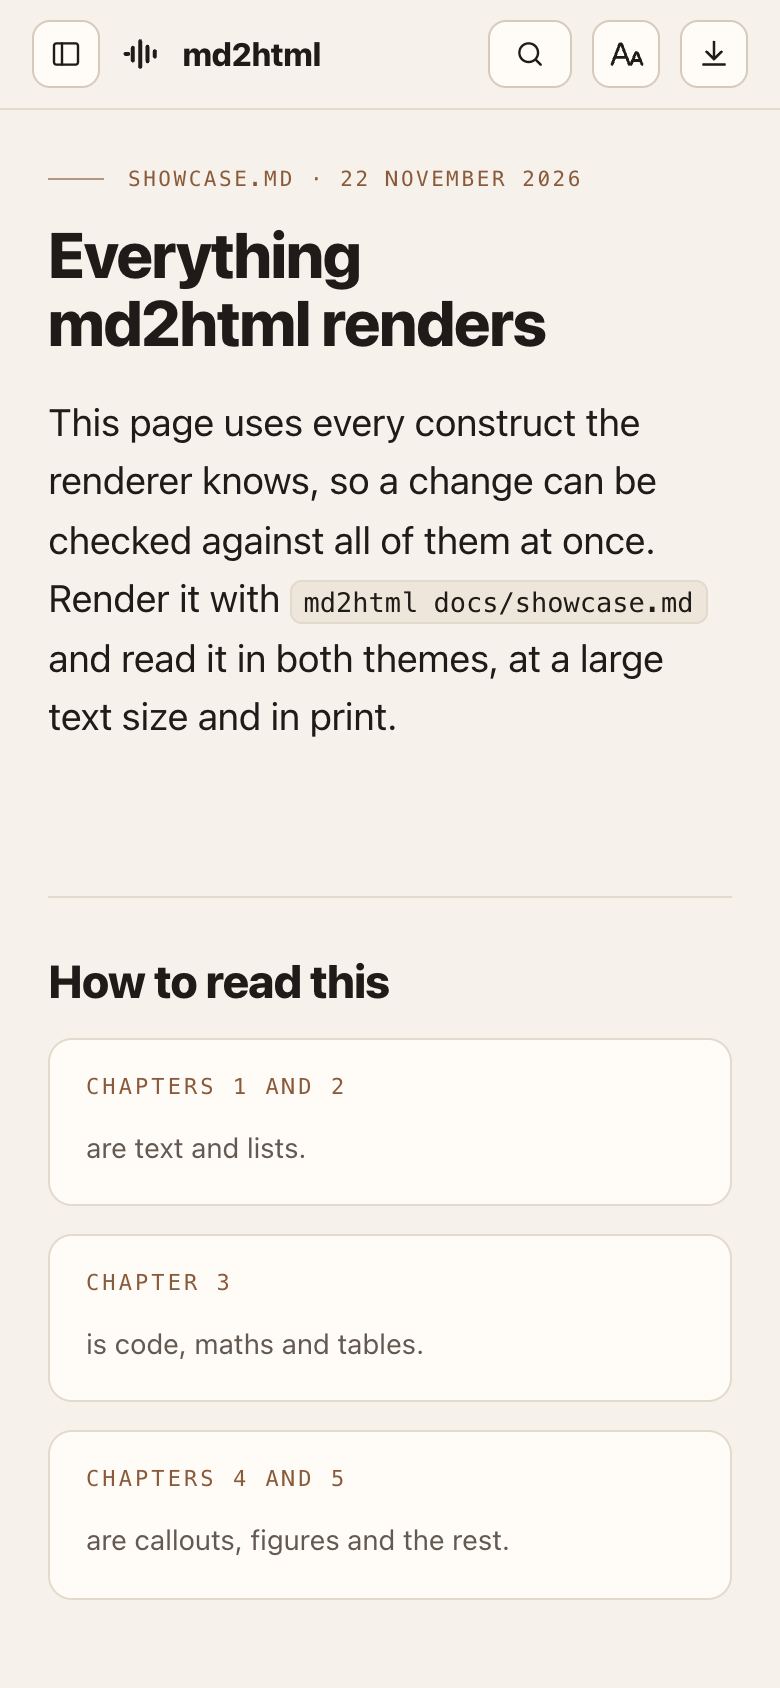 md2html
AA
SHOWCASE.MD · 22 NOVEMBER 2026
Everything
md2html renders
This page uses every construct the
renderer knows, so a change can be
checked against all of them at once.
Render it with md2html docs/showcase.md
and read it in both themes, at a large
text size and in print.
How to read this
CHAPTERS 1 AND 2
are text and lists.
CHAPTER 3
is code, maths and tables.
CHAPTERS 4 AND 5
are callouts, figures and the rest.